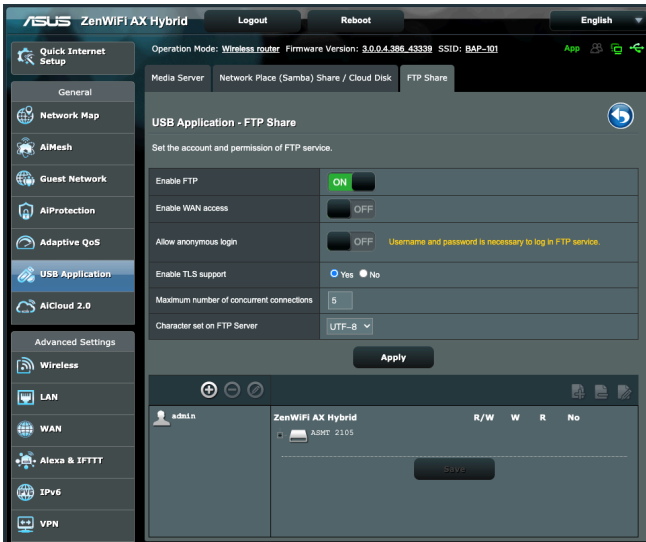 ASUS ZenWiFi AX Hybrid Logout Reboot English
Quick Internet Setup
Operation Mode: Wireless router Firmware Version: 3.0.0.4.386_43339 SSID: BAP-101 App
Media Server Network Place (Samba) Share / Cloud Disk FTP Share
General
Network Map
AiMesh
Guest Network
AiProtection
Adaptive QoS
USB Application
AiCloud 2.0
Advanced Settings
Wireless
LAN
WAN
Alexa & IFTTT
IPv6
VPN
USB Application - FTP Share
Set the account and permission of FTP service.
Enable FTP ON
Enable WAN access OFF
Allow anonymous login OFF Username and password is necessary to log in FTP service.
Enable TLS support Yes No
Maximum number of concurrent connections 5
Character set on FTP Server UTF-8
Apply
admin ZenWiFi AX Hybrid R/W W R No
ASMT 2105
Save